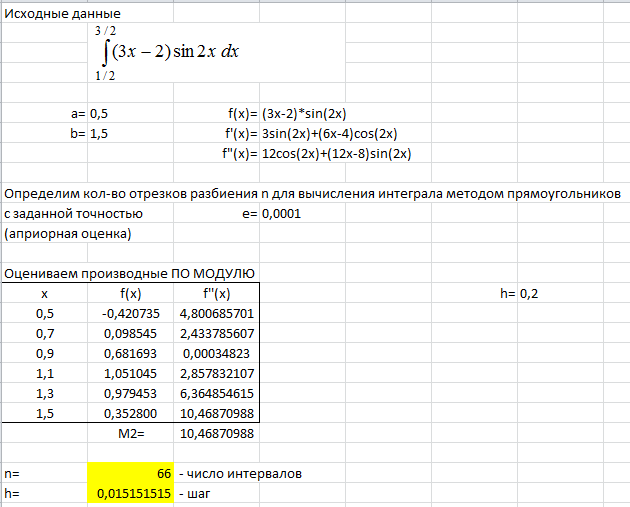 Исходные данные
3 / 2
∫(3x − 2) sin 2x dx
1 / 2
a= 0,5 f(x)= (3x-2)*sin(2x)
b= 1,5 f'(x)= 3sin(2x)+(6x-4)cos(2x)
f"(x)= 12cos(2x)+(12x-8)sin(2x)
Определим кол-во отрезков разбиения n для вычисления интеграла методом прямоугольников
с заданной точностью e= 0,0001
(априорная оценка)
Оцениваем производные ПО МОДУЛЮ
x f(x) f"(x) h= 0,2
0,5 -0,420735 4,800685701
0,7 0,098545 2,433785607
0,9 0,681693 0,00034823
1,1 1,051045 2,857832107
1,3 0,979453 6,364854615
1,5 0,352800 10,46870988
M2= 10,46870988
n= 66 - число интервалов
h= 0,015151515 - шаг